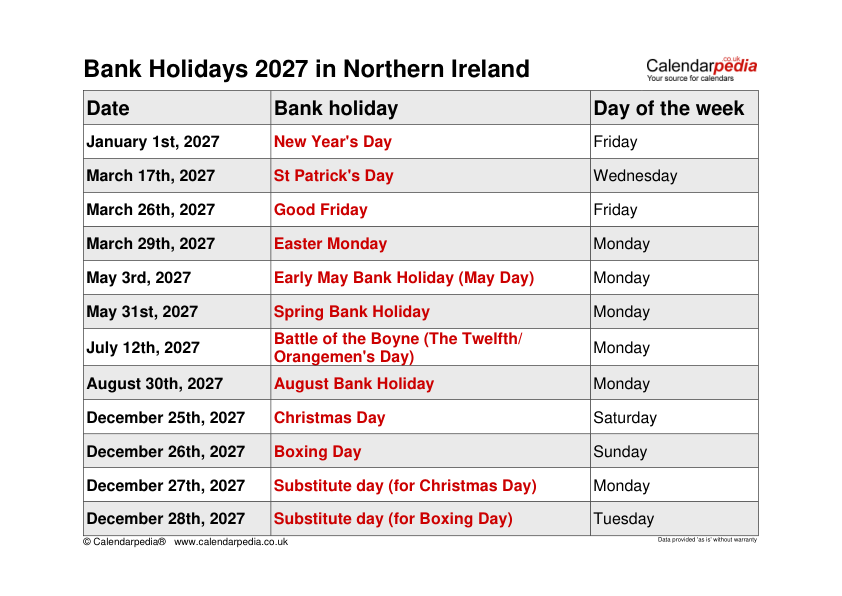 Bank Holidays 2027 in Northern Ireland
Calendarpedia
co.uk
Your source for calendars
Date Bank holiday Day of the week
January 1st, 2027 New Year's Day Friday
March 17th, 2027 St Patrick's Day Wednesday
March 26th, 2027 Good Friday Friday
March 29th, 2027 Easter Monday Monday
May 3rd, 2027 Early May Bank Holiday (May Day) Monday
May 31st, 2027 Spring Bank Holiday Monday
July 12th, 2027 Battle of the Boyne (The Twelfth/
Orangemen's Day) Monday
August 30th, 2027 August Bank Holiday Monday
December 25th, 2027 Christmas Day Saturday
December 26th, 2027 Boxing Day Sunday
December 27th, 2027 Substitute day (for Christmas Day) Monday
December 28th, 2027 Substitute day (for Boxing Day) Tuesday
© Calendarpedia® www.calendarpedia.co.uk
Data provided 'as is' without warranty